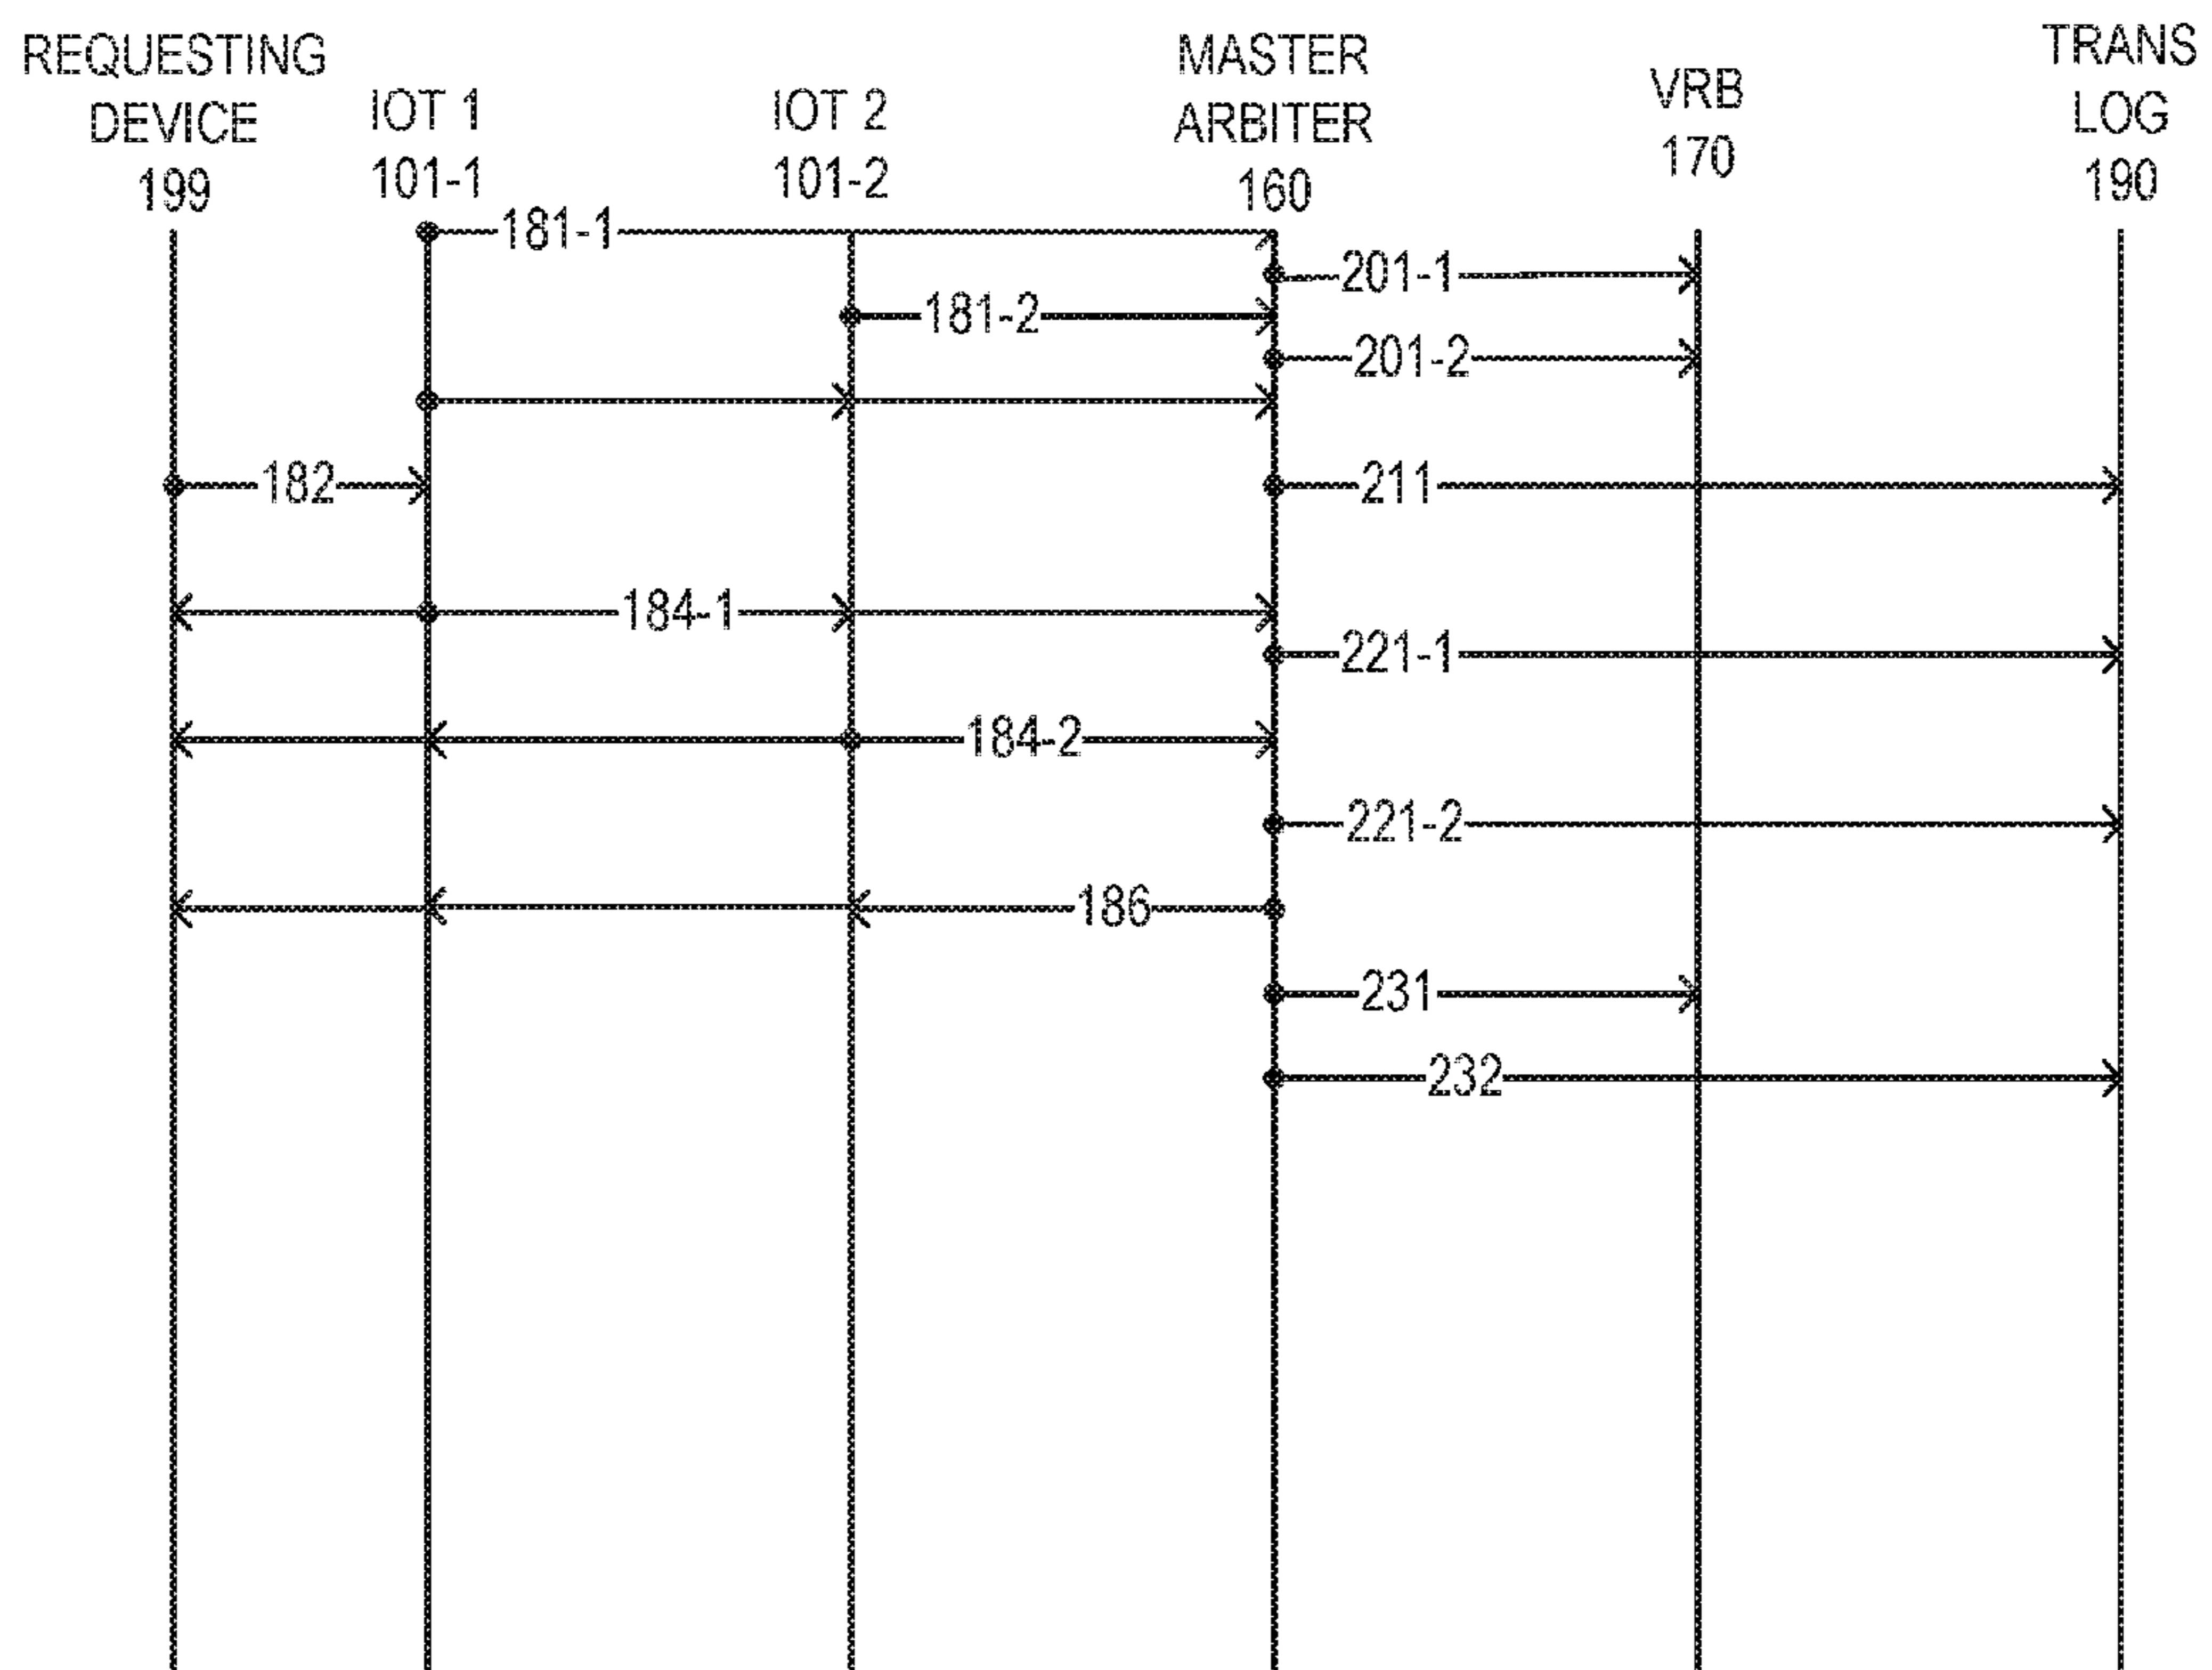 REQUESTING
DEVICE
199
IOT 1
101-1
IOT 2
101-2
MASTER
ARBITER
160
VRB
170
TRANS
LOG
190
181-1
201-1
181-2
201-2
182
211
184-1
221-1
184-2
221-2
186
231
232